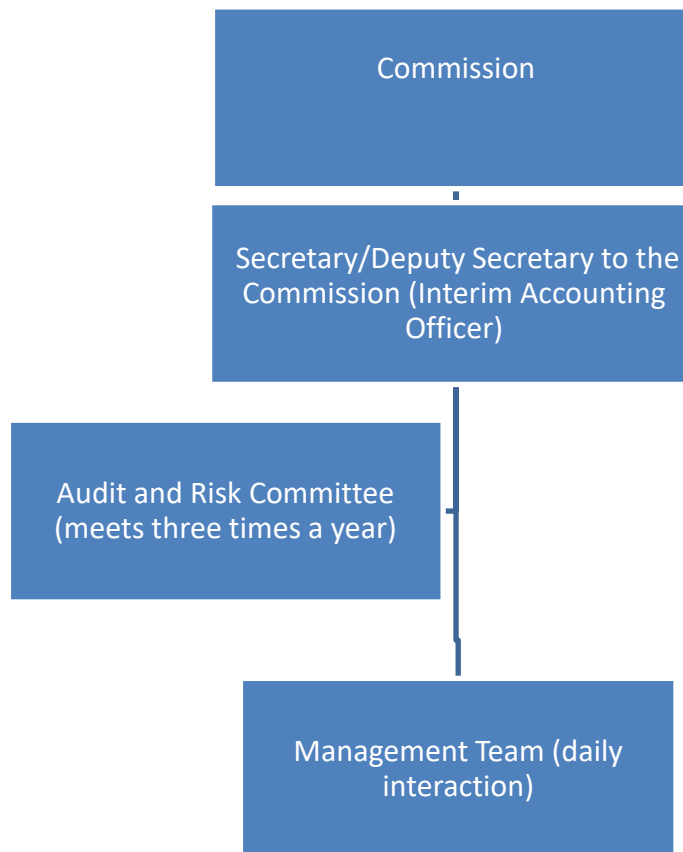 Commission
Secretary/Deputy Secretary to the
Commission (Interim Accounting
Officer)
Audit and Risk Committee
(meets three times a year)
Management Team (daily
interaction)